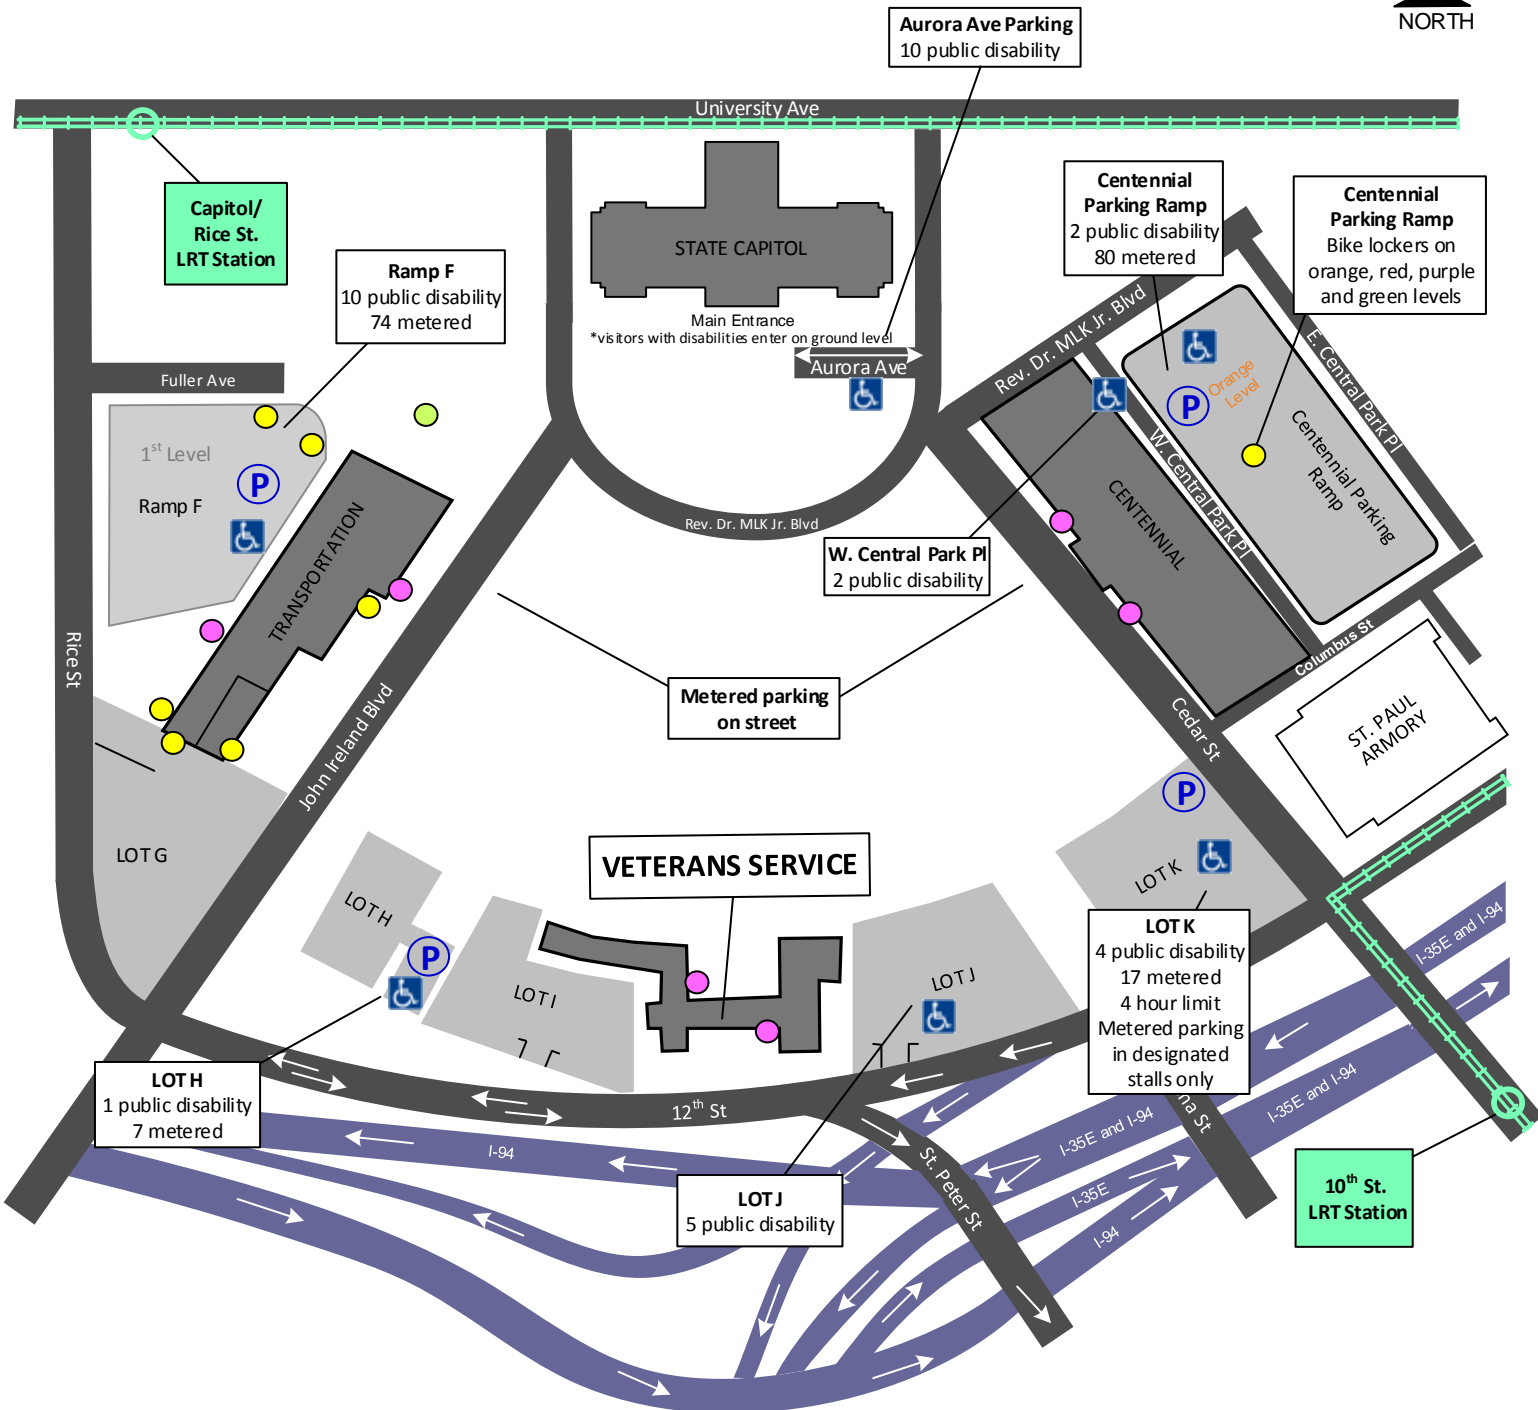 NORTH
Aurora Ave Parking
10 public disability
University Ave
Capitol/
Rice St.
LRT Station
Ramp F
10 public disability
74 metered
STATE CAPITOL
Main Entrance
*visitors with disabilities enter on ground level
Aurora Ave
Centennial
Parking Ramp
2 public disability
80 metered
Centennial
Parking Ramp
Bike lockers on
orange, red, purple
and green levels
Rev. Dr. MLK Jr. Blvd
E. Central Park Pl
Fuller Ave
1st Level
Ramp F
P
Orange
Level
P
Centennial Parking
Ramp
W. Central Park Pl
CENTENNIAL
Rev. Dr. MLK Jr. Blvd
W. Central Park Pl
2 public disability
TRANSPORTATION
Rice St
John Ireland Blvd
Metered parking
on street
Columbus St
Cedar St
ST. PAUL
ARMORY
LOT G
P
LOT K
VETERANS SERVICE
LOT H
P
LOT I
LOT J
LOT K
4 public disability
17 metered
4 hour limit
Metered parking
in designated
stalls only
I-35E and I-94
LOT H
1 public disability
7 metered
12th St
I-94
I-35E and I-94
I-35E and I-94
na St
St. Peter St
I-35E
I-94
LOT J
5 public disability
10th St.
LRT Station